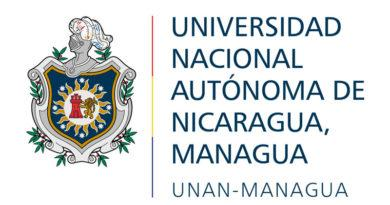 UNIVERSIDAD
NACIONAL
AUTÓNOMA DE
NICARAGUA,
MANAGUA
UNAN-MANAGUA